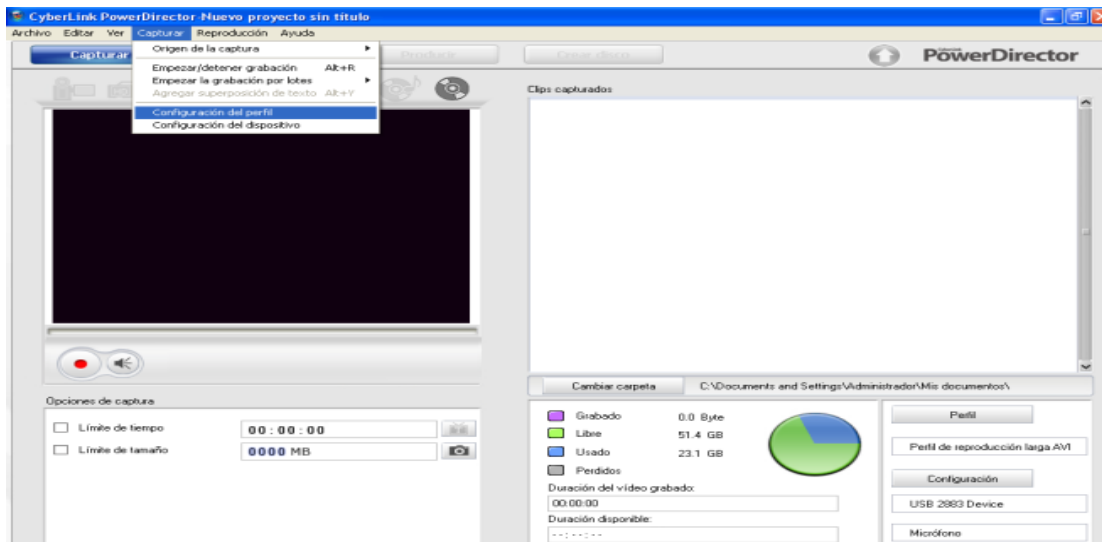 CyberLink PowerDirector-Nuevo proyecto sin título
Archivo Editar Ver Capturar Reproducción Ayuda
Capturar Producir Crear disco PowerDirector
Origen de la captura
Empezar/detener grabación Alt+R
Empezar la grabación por lotes
Agregar superposición de texto Alt+Y
Configuración del perfil
Configuración del dispositivo
Clips capturados
Cambiar carpeta C:\Documents and Settings\Administrador\Mis documentos\
Opciones de captura
Límite de tiempo 00:00:00
Límite de tamaño 0000 MB
Grabado 0.0 Byte
Libre 51.4 GB
Usado 23.1 GB
Perdidos
Duración del vídeo grabado:
00:00:00
Duración disponible:
--:--:--
Perfil
Perfil de reproducción larga AVI
Configuración
USB 2883 Device
Micrófono